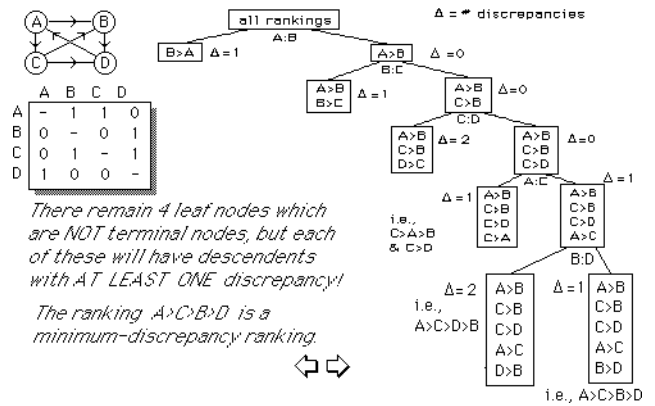 Δ = # discrepancies
all rankings
A:B
A B
C D
B>A Δ = 1
A>B Δ = 0
B:C
A B C D
A - 1 1 0
B 0 - 0 1
C 0 1 - 1
D 1 0 0 -
A>B
B>C
Δ = 1
A>B
C>B
Δ=0
C:D
A>B
C>B
D>C
Δ = 2
A>B
C>B
C>D
Δ=0
A:C
There remain 4 leaf nodes which
are NOT terminal nodes, but each
of these will have descendents
with AT LEAST ONE discrepancy!
i.e.,
C>A>B
& C>D
Δ = 1
A>B
C>B
C>D
C>A
Δ = 1
A>B
C>B
C>D
A>C
B:D
The ranking A>C>B>D is a
minimum-discrepancy ranking.
Δ = 2
i.e.,
A>C>D>B
A>B
C>B
C>D
A>C
D>B
Δ = 1
A>B
C>B
C>D
A>C
B>D
i.e., A>C>B>D